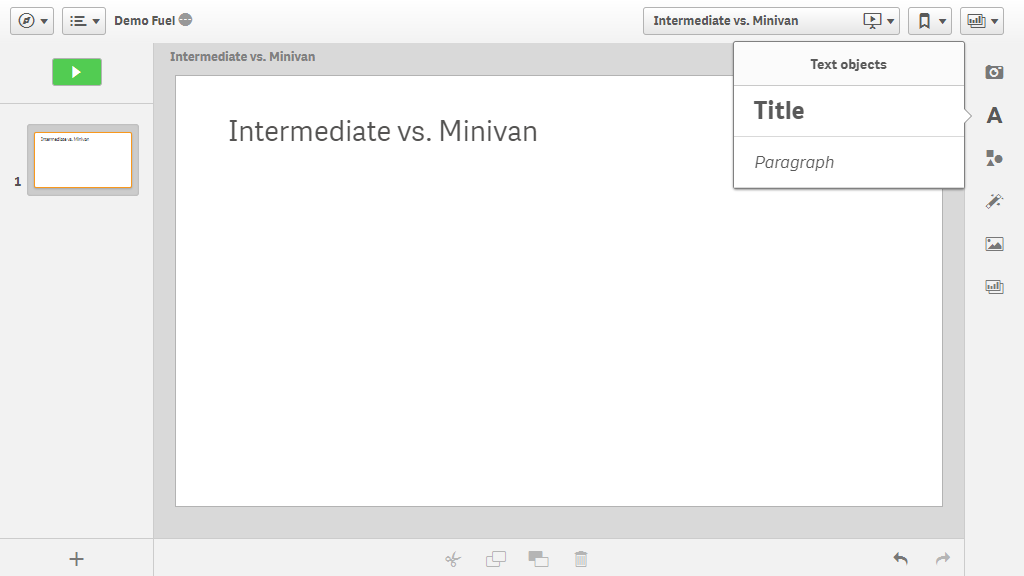 Demo Fuel
Intermediate vs. Minivan
Intermediate vs. Minivan
Text objects
Title
A
Paragraph
Intermediate vs. Minivan
Intermediate vs. Minivan
1